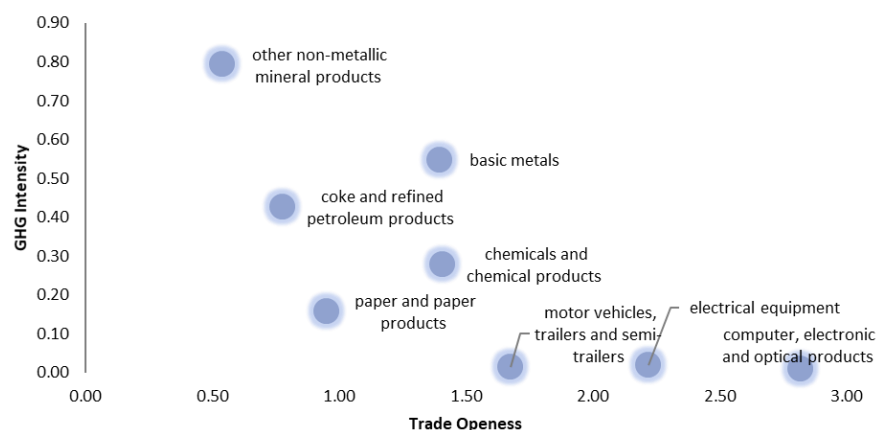 0.90
0.80
0.70
0.60
0.50
0.40
0.30
0.20
0.10
0.00
GHG Intensity
other non-metallic
mineral products
basic metals
coke and refined
petroleum products
chemicals and
chemical products
paper and paper
products
motor vehicles,
trailers and semi-
trailers
electrical equipment
computer, electronic
and optical products
0.00 0.50 1.00 1.50 2.00 2.50 3.00
Trade Openess